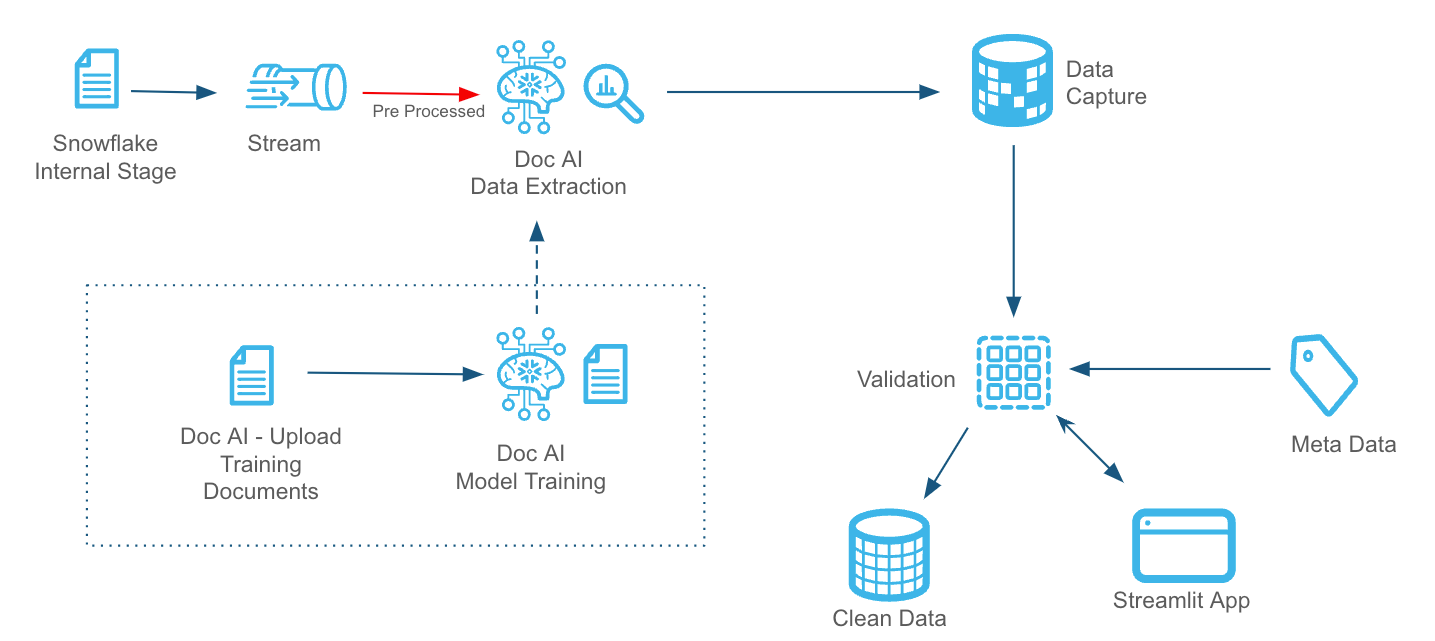 Snowflake
Internal Stage
Stream
Pre Processed
Doc AI
Data Extraction
Data
Capture
Doc AI - Upload
Training
Documents
Doc AI
Model Training
Validation
Meta Data
Clean Data
Streamlit App